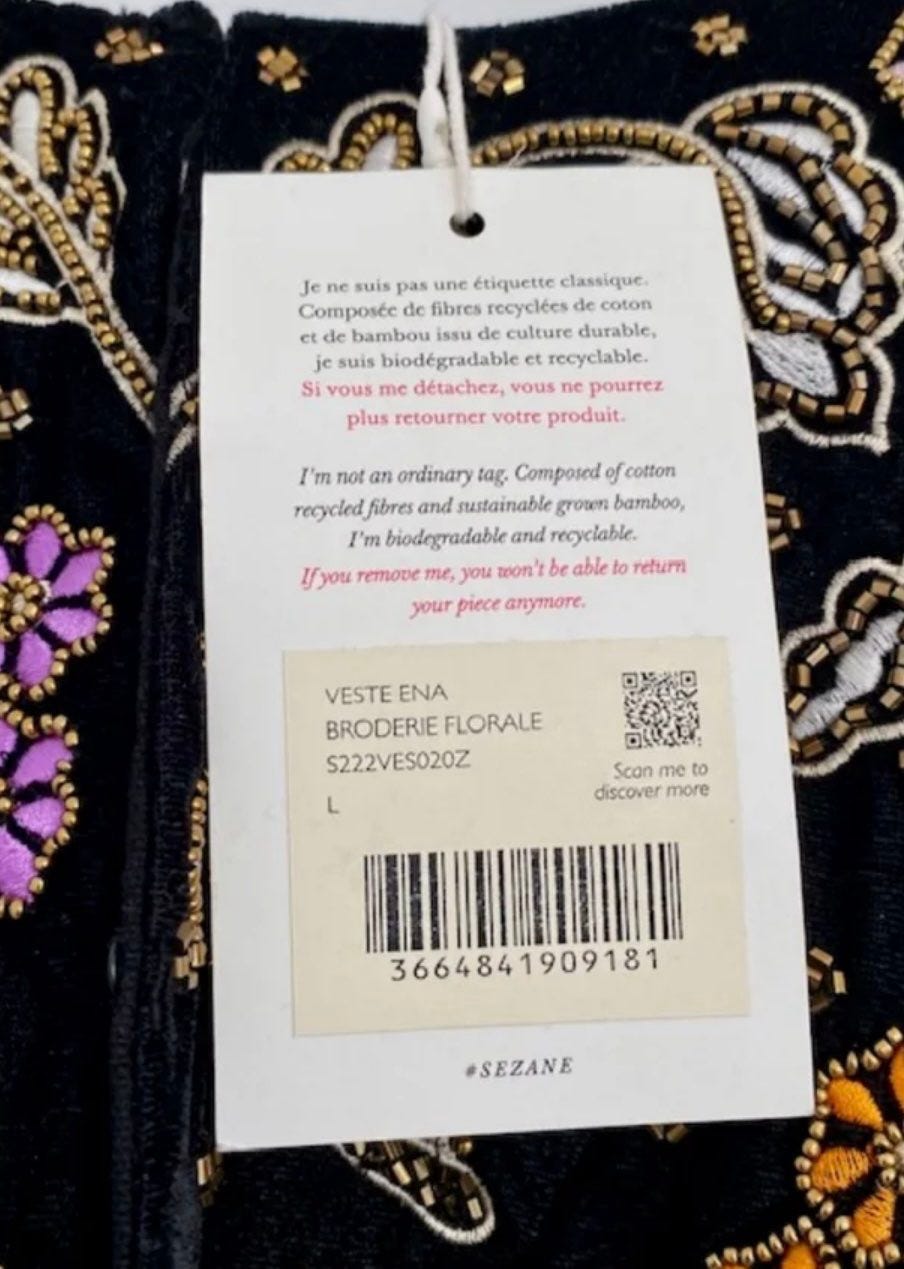 Je ne suis pas une étiquette classique.
Composée de fibres recyclées de coton
et de bambou issu de culture durable,
je suis biodégradable et recyclable.
Si vous me détachez, vous ne pourrez
plus retourner votre produit.
I'm not an ordinary tag. Composed of cotton
recycled fibres and sustainable grown bamboo,
I'm biodegradable and recyclable.
If you remove me, you won't be able to return
your piece anymore.
VESTE ENA
BRODERIE FLORALE
S222VES020Z
L
Scan me to
discover more
3664841909181
#SEZANE